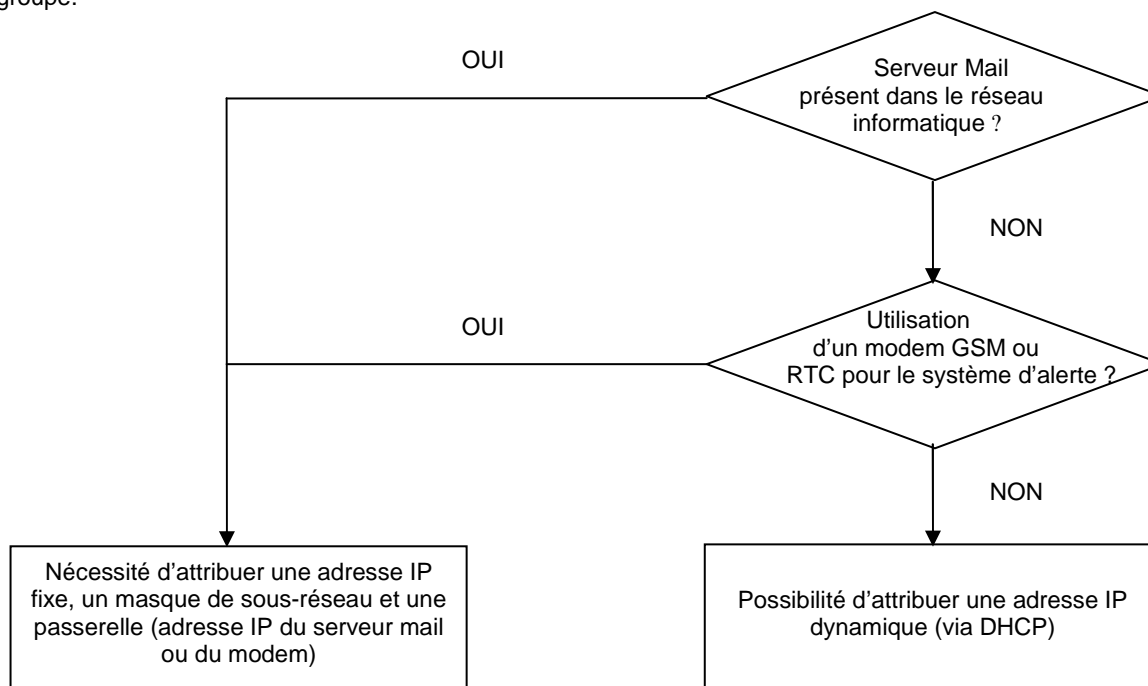 groupe.
OUI
Serveur Mail
présent dans le réseau
informatique ?
NON
OUI
Utilisation
d'un modem GSM ou
RTC pour le système d'alerte ?
NON
Nécessité d'attribuer une adresse IP
fixe, un masque de sous-réseau et une
passerelle (adresse IP du serveur mail
ou du modem)
Possibilité d'attribuer une adresse IP
dynamique (via DHCP)